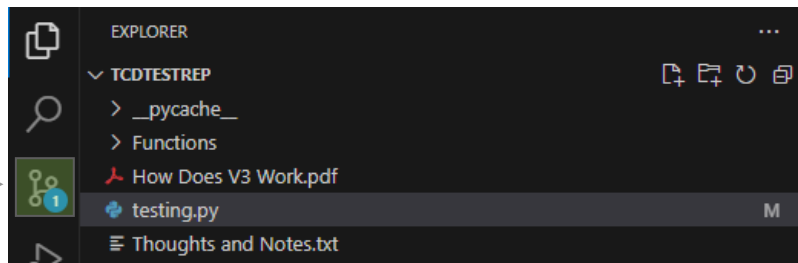 EXPLORER
TCDTESTREP
__pycache__
Functions
How Does V3 Work.pdf
1
testing.py M
Thoughts and Notes.txt